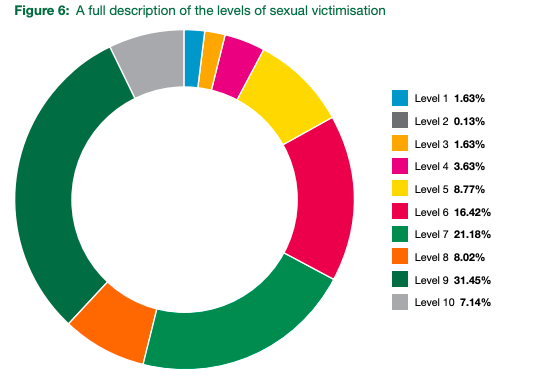 Figure 6: A full description of the levels of sexual victimisation
Level 1 1.63%
Level 2 0.13%
Level 3 1.63%
Level 4 3.63%
Level 5 8.77%
Level 6 16.42%
Level 7 21.18%
Level 8 8.02%
Level 9 31.45%
Level 10 7.14%